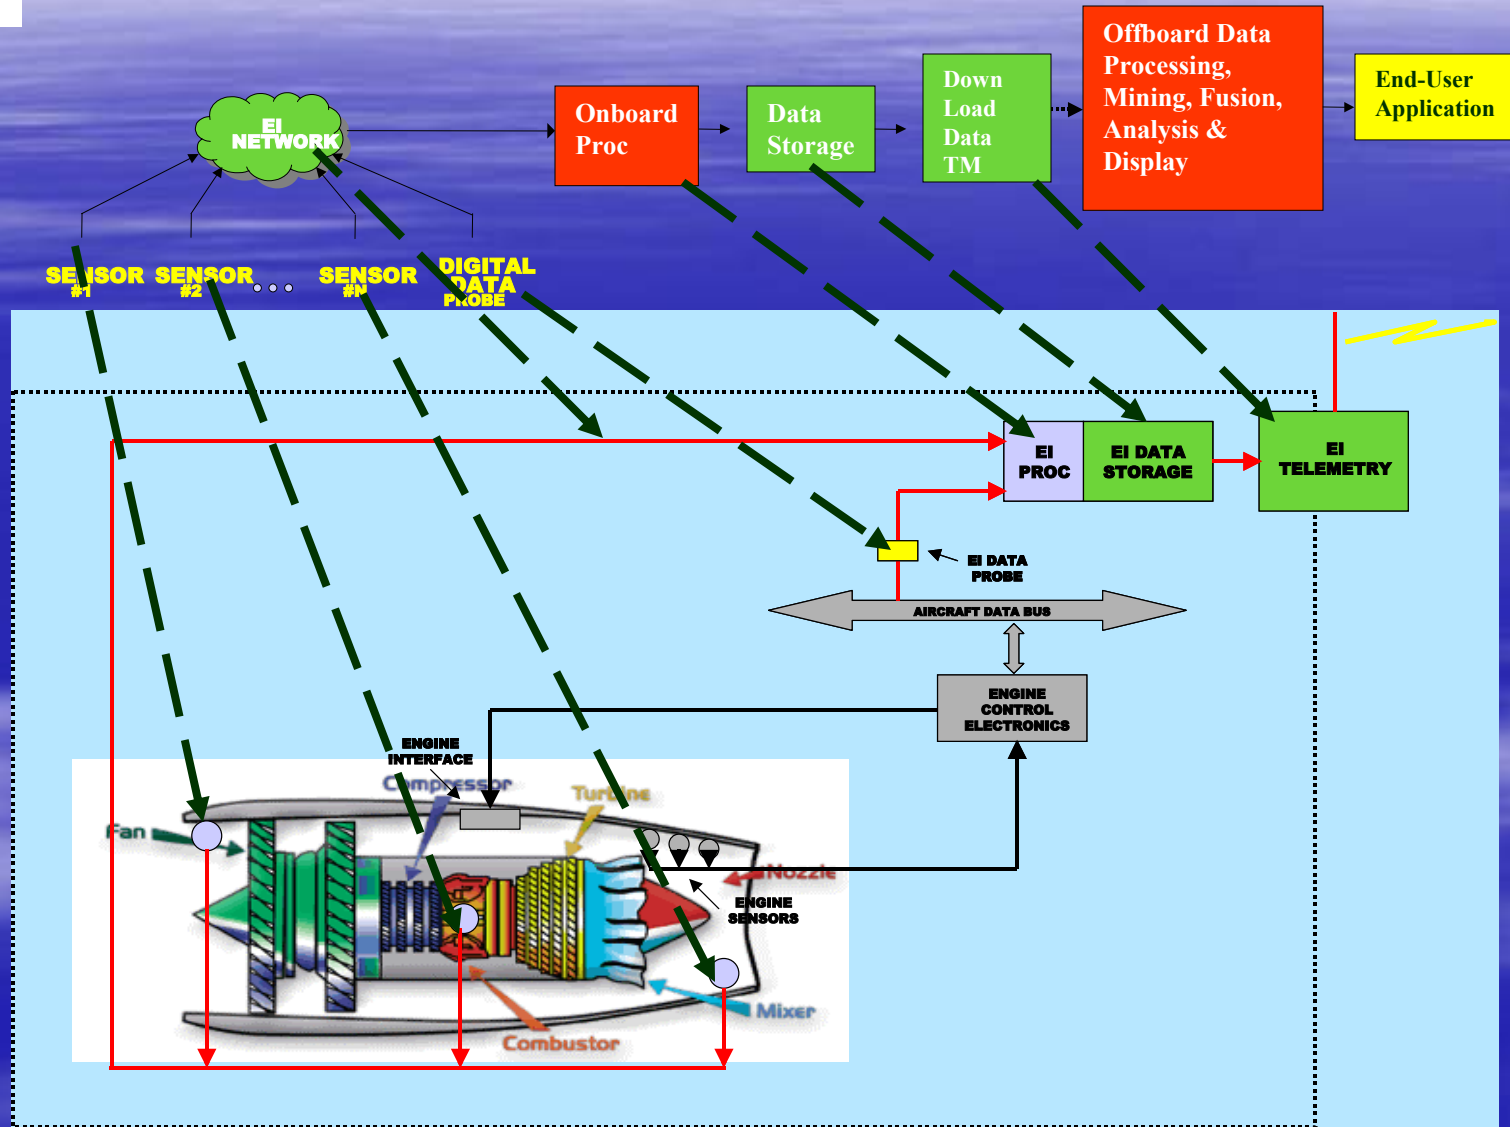 Offboard Data
Processing,
Mining, Fusion,
Analysis &
Display
Down
Load
Data
TM
End-User
Application
Onboard
Proc
Data
Storage
EI
NETWORK
SENSOR
#1
SENSOR
#2
SENSOR
#N
DIGITAL
DATA
PROBE
EI
PROC
EI DATA
STORAGE
EI
TELEMETRY
EI DATA
PROBE
AIRCRAFT DATA BUS
ENGINE
CONTROL
ELECTRONICS
ENGINE
INTERFACE
Compressor
Turbine
Fan
Nozzle
ENGINE
SENSORS
Mixer
Combustor